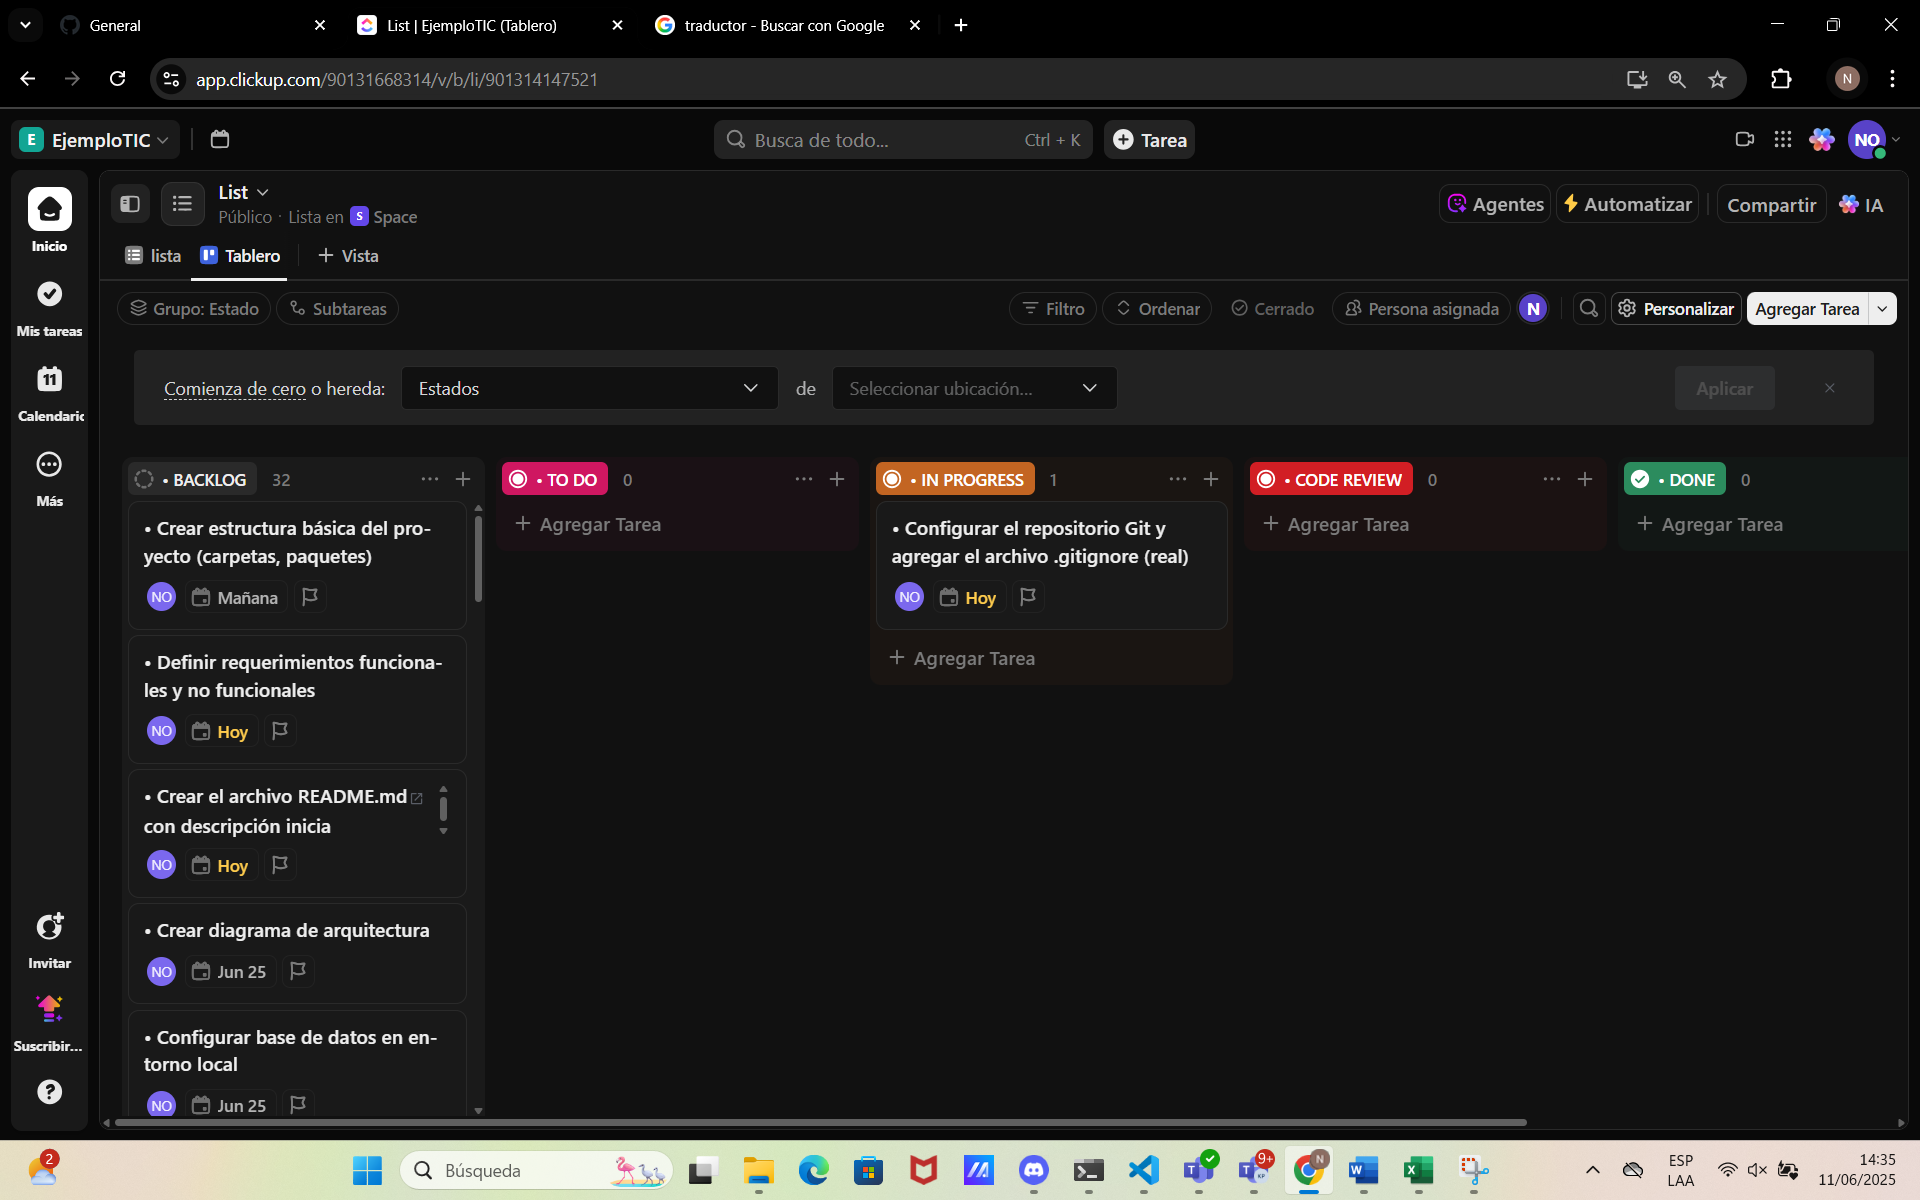 General
List | EjemploTIC (Tablero)
traductor - Buscar con Google
app.clickup.com/90131668314/v/b/li/901314147521
N
E EjemploTIC
Busca de todo... Ctrl + K
Tarea
NO
Inicio
Mis tareas
11
Calendario
Más
Invitar
Suscribir...
List
Público · Lista en S Space
Agentes
Automatizar
Compartir
IA
lista
Tablero
Vista
Grupo: Estado
Subtareas
Filtro
Ordenar
Cerrado
Persona asignada
N
Personalizar
Agregar Tarea
Comienza de cero o hereda:
Estados
de
Seleccionar ubicación...
Aplicar
• BACKLOG 32
• Crear estructura básica del pro-
yecto (carpetas, paquetes)
NO Mañana
• Definir requerimientos funciona-
les y no funcionales
NO Hoy
• Crear el archivo README.md
con descripción inicia
NO Hoy
• Crear diagrama de arquitectura
NO Jun 25
• Configurar base de datos en en-
torno local
NO Jun 25
• TO DO 0
Agregar Tarea
• IN PROGRESS 1
• Configurar el repositorio Git y
agregar el archivo .gitignore (real)
NO Hoy
Agregar Tarea
• CODE REVIEW 0
Agregar Tarea
• DONE 0
Agregar Tarea
2
Búsqueda
9+
N
ESP
LAA
14:35
11/06/2025